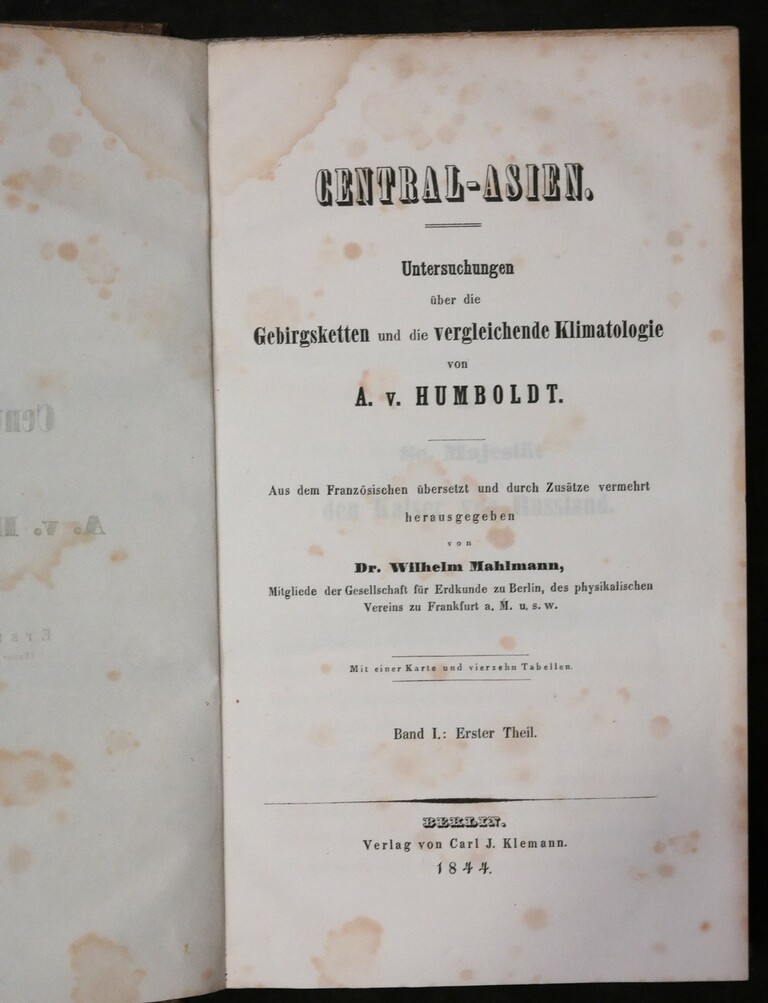 CENTRAL-ASIEN.
Untersuchungen
über die
Gebirgsketten und die vergleichende Klimatologie
von
A. v. HUMBOLDT.
Aus dem Französischen übersetzt und durch Zusätze vermehrt
herausgegeben
von
Dr. Wilhelm Mahlmann,
Mitgliede der Gesellschaft für Erdkunde zu Berlin, des physikalischen
Vereins zu Frankfurt a. M. u. s. w.
Mit einer Karte und vierzehn Tabellen.
Band I.: Erster Theil.
BERLIN.
Verlag von Carl J. Klemann.
1844.